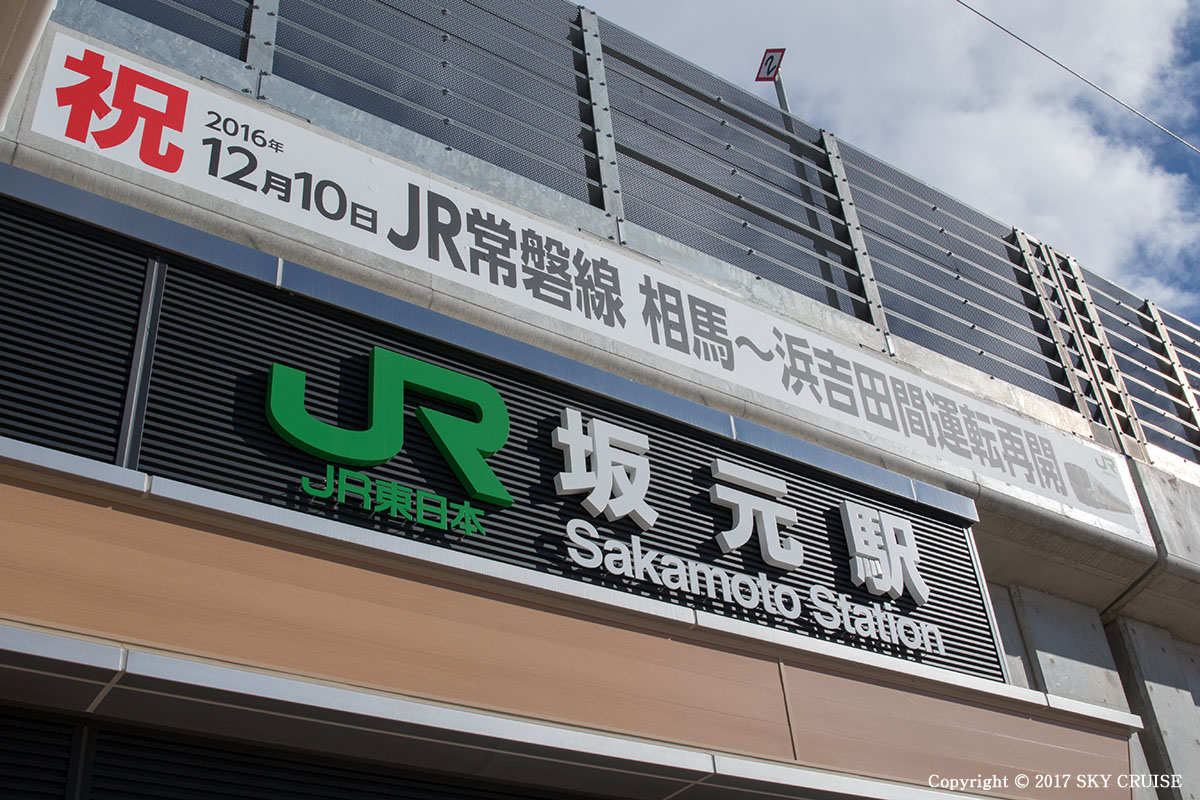 祝 2016年 12月10日 JR常磐線 相馬～浜吉田間運転再開
JR
JR
JR東日本
坂元駅
Sakamoto Station
Copyright © 2017 SKY CRUISE